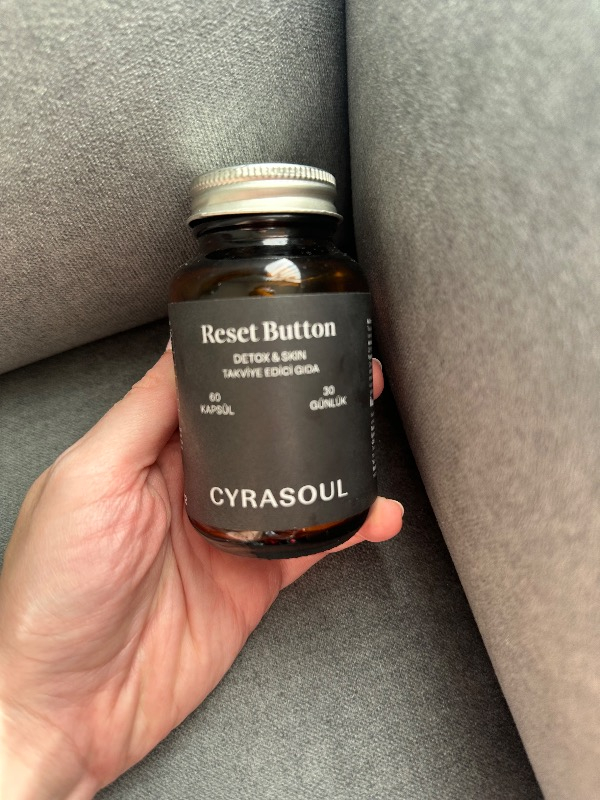 Reset Button
DETOX & SKIN
TAKVİYE EDİCİ GIDA
60
KAPSÜL
30
GÜNLÜK
CYRASOUL